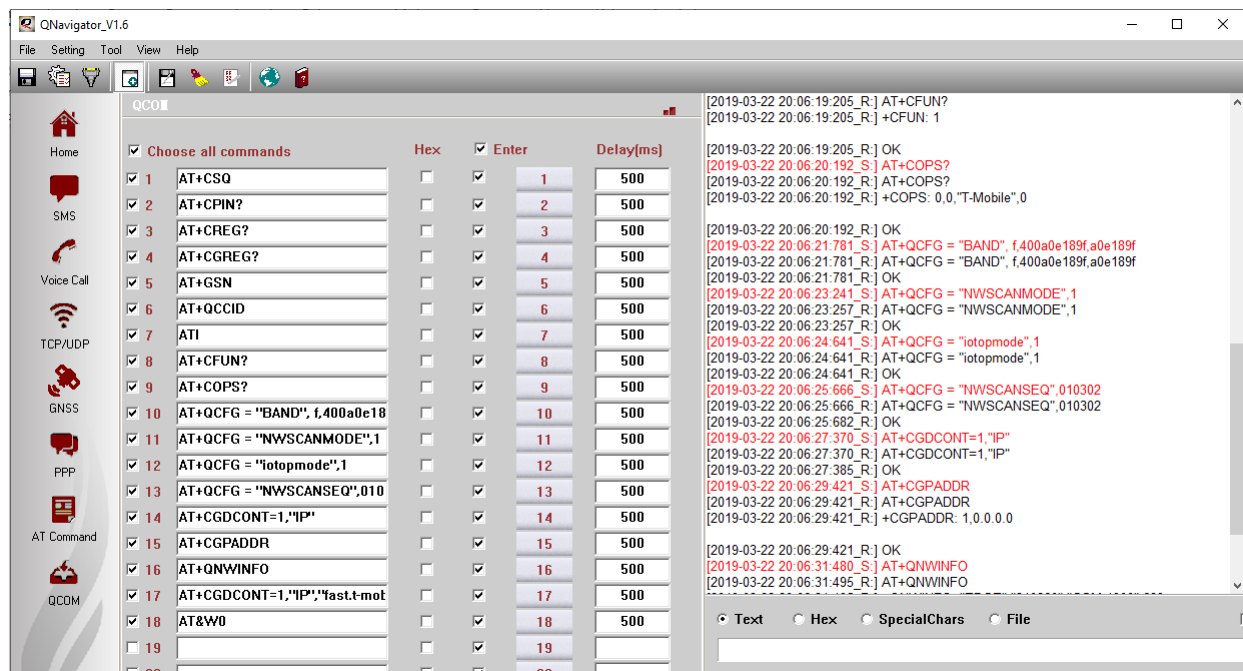 QNavigator_V1.6
File Setting Tool View Help
Home
SMS
Voice Call
TCP/UDP
GNSS
PPP
AT Command
QCOM
QCOM
Choose all commands Hex Enter Delay(ms)
1 AT+CSQ 1 500
2 AT+CPIN? 2 500
3 AT+CREG? 3 500
4 AT+CGREG? 4 500
5 AT+GSN 5 500
6 AT+QCCID 6 500
7 ATI 7 500
8 AT+CFUN? 8 500
9 AT+COPS? 9 500
10 AT+QCFG = "BAND", f,400a0e18 10 500
11 AT+QCFG = "NWSCANMODE",1 11 500
12 AT+QCFG = "iotopmode",1 12 500
13 AT+QCFG = "NWSCANSEQ",010 13 500
14 AT+CGDCONT=1,"IP" 14 500
15 AT+CGPADDR 15 500
16 AT+QNWINFO 16 500
17 AT+CGDCONT=1,"IP","fast.t-mot 17 500
18 AT&W0 18 500
19 19
[2019-03-22 20:06:19:205_R:] AT+CFUN?
[2019-03-22 20:06:19:205_R:] +CFUN: 1
[2019-03-22 20:06:19:205_R:] OK
[2019-03-22 20:06:20:192_S:] AT+COPS?
[2019-03-22 20:06:20:192_R:] AT+COPS?
[2019-03-22 20:06:20:192_R:] +COPS: 0,0,"T-Mobile",0
[2019-03-22 20:06:20:192_R:] OK
[2019-03-22 20:06:21:781_S:] AT+QCFG = "BAND", f,400a0e189f,a0e189f
[2019-03-22 20:06:21:781_R:] AT+QCFG = "BAND", f,400a0e189f,a0e189f
[2019-03-22 20:06:21:781_R:] OK
[2019-03-22 20:06:23:241_S:] AT+QCFG = "NWSCANMODE",1
[2019-03-22 20:06:23:257_R:] AT+QCFG = "NWSCANMODE",1
[2019-03-22 20:06:23:257_R:] OK
[2019-03-22 20:06:24:641_S:] AT+QCFG = "iotopmode",1
[2019-03-22 20:06:24:641_R:] AT+QCFG = "iotopmode",1
[2019-03-22 20:06:24:641_R:] OK
[2019-03-22 20:06:25:666_S:] AT+QCFG = "NWSCANSEQ",010302
[2019-03-22 20:06:25:666_R:] AT+QCFG = "NWSCANSEQ",010302
[2019-03-22 20:06:25:682_R:] OK
[2019-03-22 20:06:27:370_S:] AT+CGDCONT=1,"IP"
[2019-03-22 20:06:27:370_R:] AT+CGDCONT=1,"IP"
[2019-03-22 20:06:27:385_R:] OK
[2019-03-22 20:06:29:421_S:] AT+CGPADDR
[2019-03-22 20:06:29:421_R:] AT+CGPADDR
[2019-03-22 20:06:29:421_R:] +CGPADDR: 1,0.0.0.0
[2019-03-22 20:06:29:421_R:] OK
[2019-03-22 20:06:31:480_S:] AT+QNWINFO
[2019-03-22 20:06:31:495_R:] AT+QNWINFO
Text Hex SpecialChars File